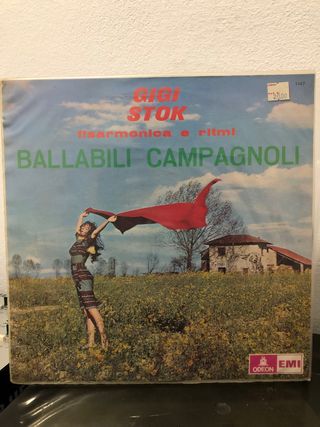 GIGI
STOK
fisarmonica e ritmi
BALLABILI CAMPAGNOLI
ODEON
EMI